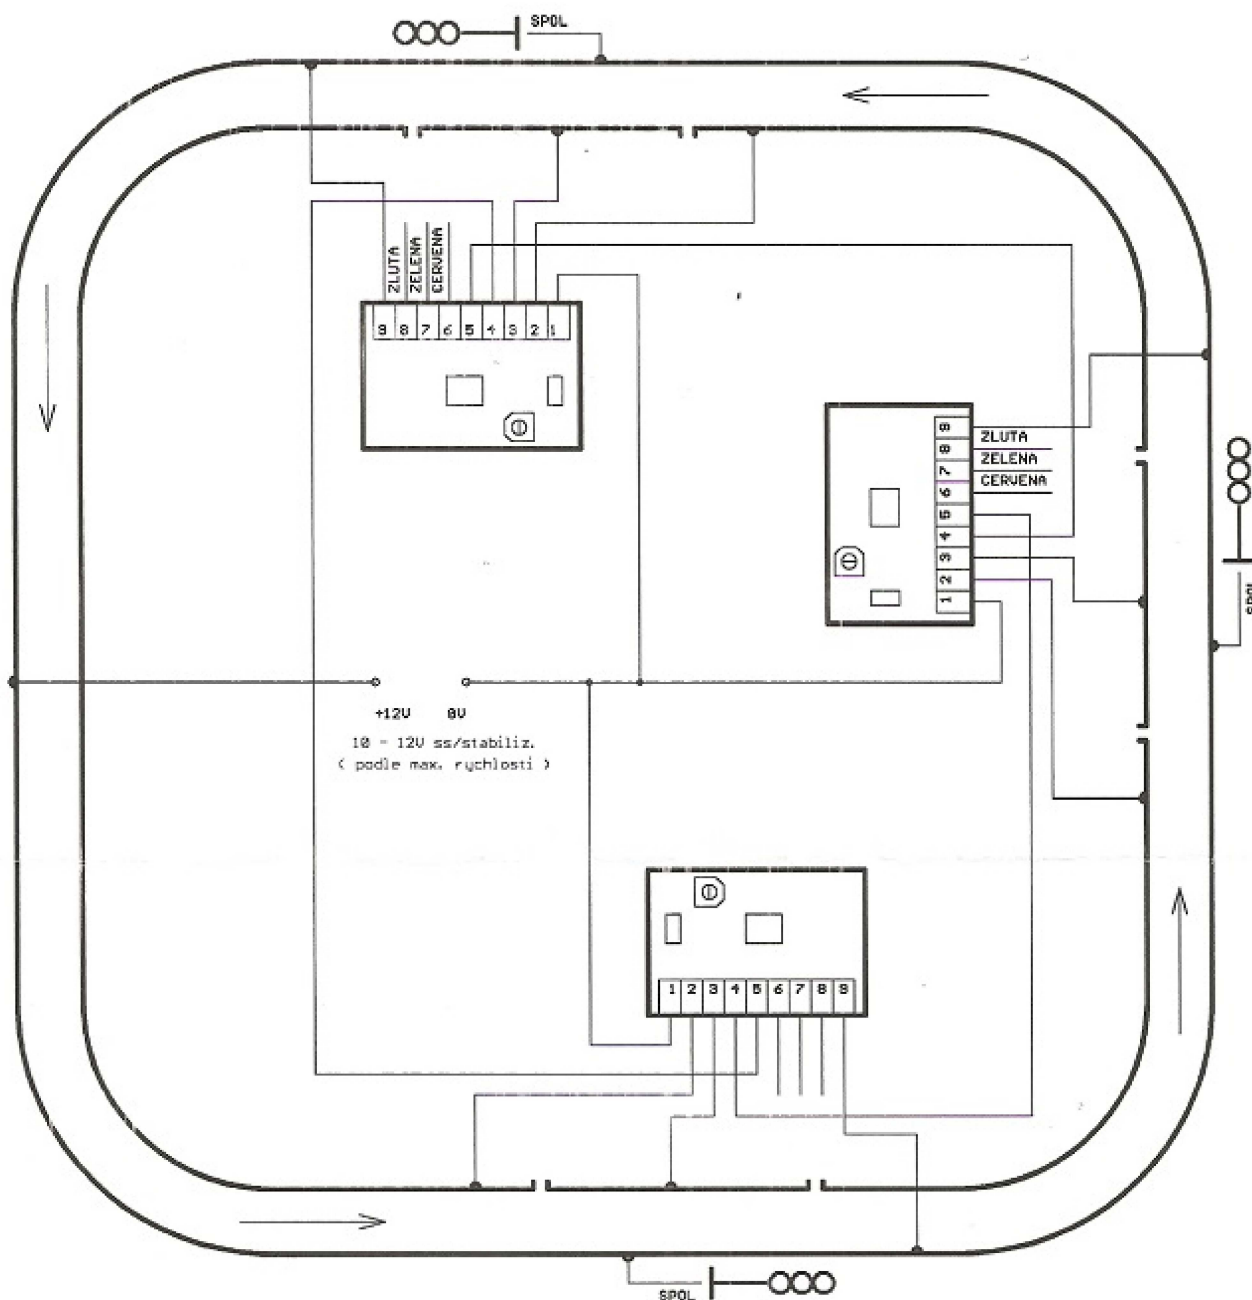 SPOL
ZLUTA
ZELENA
CERVENA
9 8 7 6 5 4 3 2 1
9
8
7
6
5
4
3
2
1
ZLUTA
ZELENA
CERVENA
SPOL
+12V 0V
10 - 12V ss/stabiliz.
( podle max. rychlosti )
1 2 3 4 5 6 7 8 9
SPOL